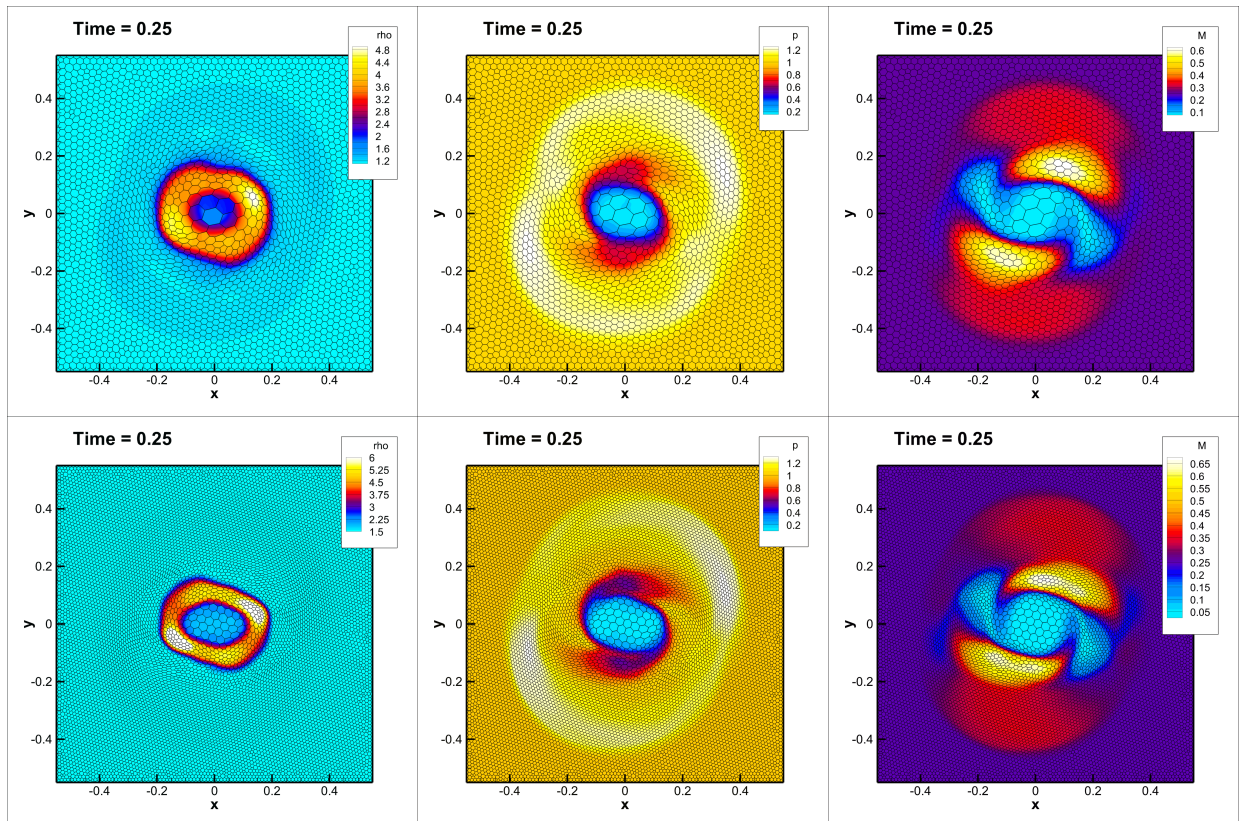 Time = 0.25
rho
4.8
4.4
4
3.6
3.2
2.8
2.4
2
1.6
1.2
y
0.4
0.2
0
-0.2
-0.4
-0.4 -0.2 0 0.2 0.4
x
Time = 0.25
p
1.2
1
0.8
0.6
0.4
0.2
y
0.4
0.2
0
-0.2
-0.4
-0.4 -0.2 0 0.2 0.4
x
Time = 0.25
M
0.6
0.5
0.4
0.3
0.2
0.1
y
0.4
0.2
0
-0.2
-0.4
-0.4 -0.2 0 0.2 0.4
x
Time = 0.25
rho
6
5.25
4.5
3.75
3
2.25
1.5
y
0.4
0.2
0
-0.2
-0.4
-0.4 -0.2 0 0.2 0.4
x
Time = 0.25
p
1.2
1
0.8
0.6
0.4
0.2
y
0.4
0.2
0
-0.2
-0.4
-0.4 -0.2 0 0.2 0.4
x
Time = 0.25
M
0.65
0.6
0.55
0.5
0.45
0.4
0.35
0.3
0.25
0.2
0.15
0.1
0.05
y
0.4
0.2
0
-0.2
-0.4
-0.4 -0.2 0 0.2 0.4
x